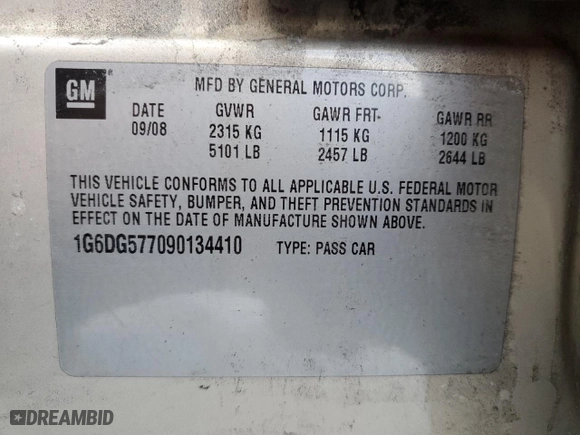 GM
MFD BY GENERAL MOTORS CORP.
DATE GVWR GAWR FRT GAWR RR
09/08 2315 KG 1115 KG 1200 KG
5101 LB 2457 LB 2644 LB
THIS VEHICLE CONFORMS TO ALL APPLICABLE U.S. FEDERAL MOTOR
VEHICLE SAFETY, BUMPER, AND THEFT PREVENTION STANDARDS IN
EFFECT ON THE DATE OF MANUFACTURE SHOWN ABOVE.
1G6DG577090134410 TYPE: PASS CAR
DREAMBID